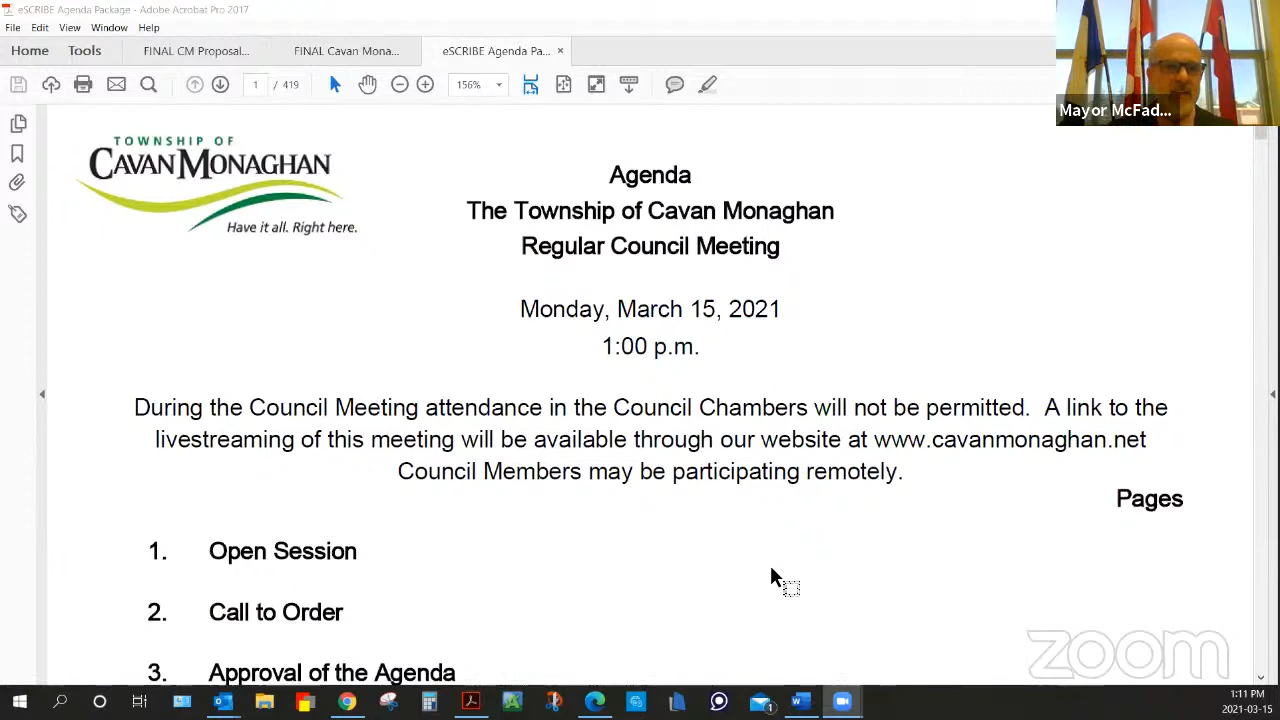 eSCRIBE Agenda Package - Adobe Acrobat Pro 2017
File Edit View Window Help
Home Tools FINAL CM Proposal... FINAL Cavan Mona... eSCRIBE Agenda Pa... ×
1 / 419 156%
Mayor McFad...
TOWNSHIP OF
CAVAN MONAGHAN
Have it all. Right here.
Agenda
The Township of Cavan Monaghan
Regular Council Meeting
Monday, March 15, 2021
1:00 p.m.
During the Council Meeting attendance in the Council Chambers will not be permitted. A link to the
livestreaming of this meeting will be available through our website at www.cavanmonaghan.net
Council Members may be participating remotely.
Pages
1. Open Session
2. Call to Order
3. Approval of the Agenda
zoom
1:11 PM
2021-03-15